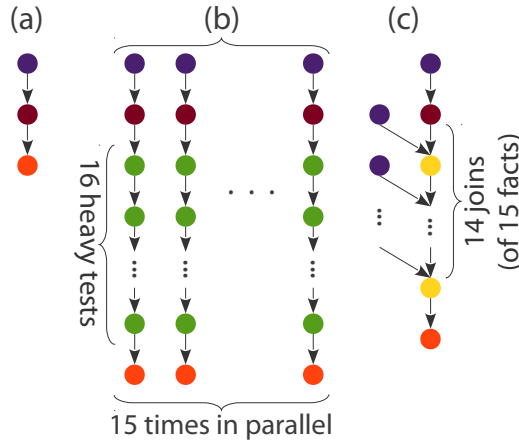 (a)
(b)
(c)
16 heavy tests
. . .
14 joins
(of 15 facts)
15 times in parallel